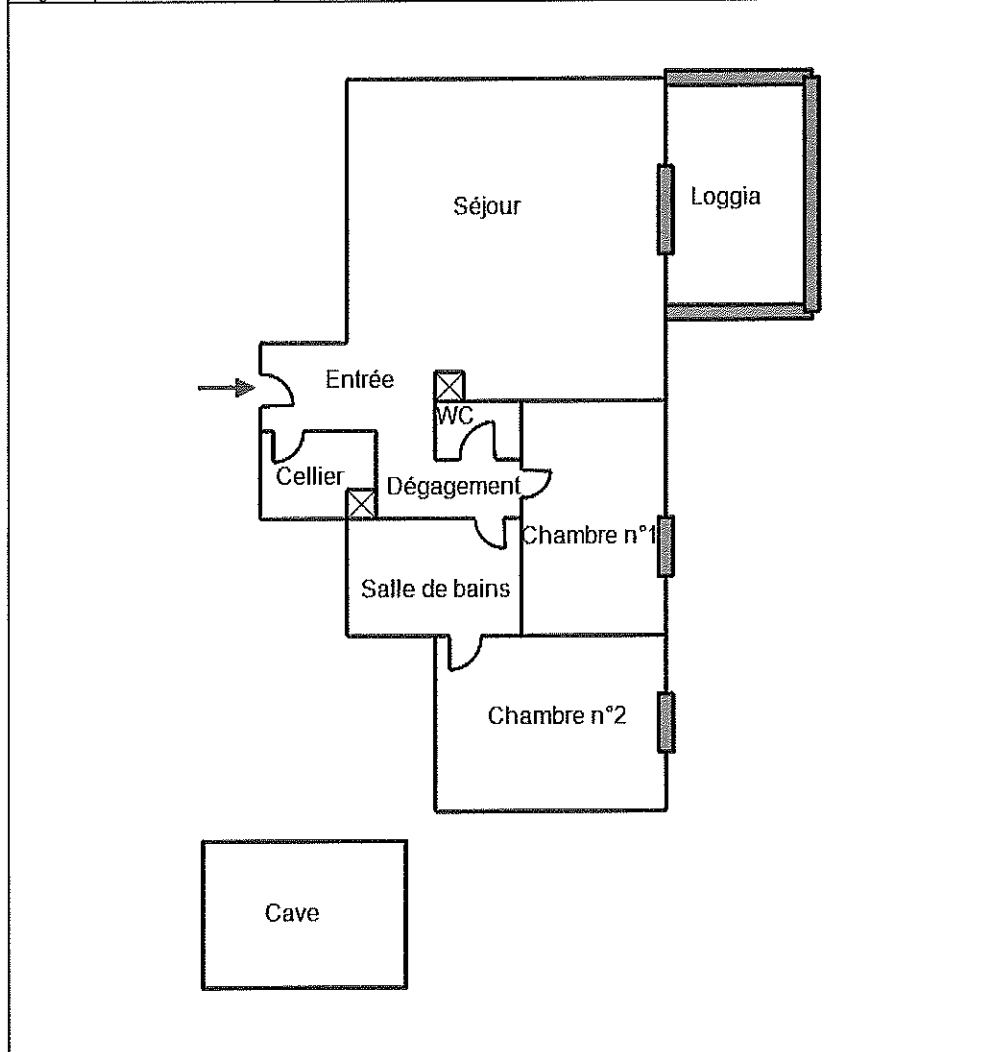 Séjour
Loggia
Entrée
WC
Cellier
Dégagement
Chambre n°1
Salle de bains
Chambre n°2
Cave